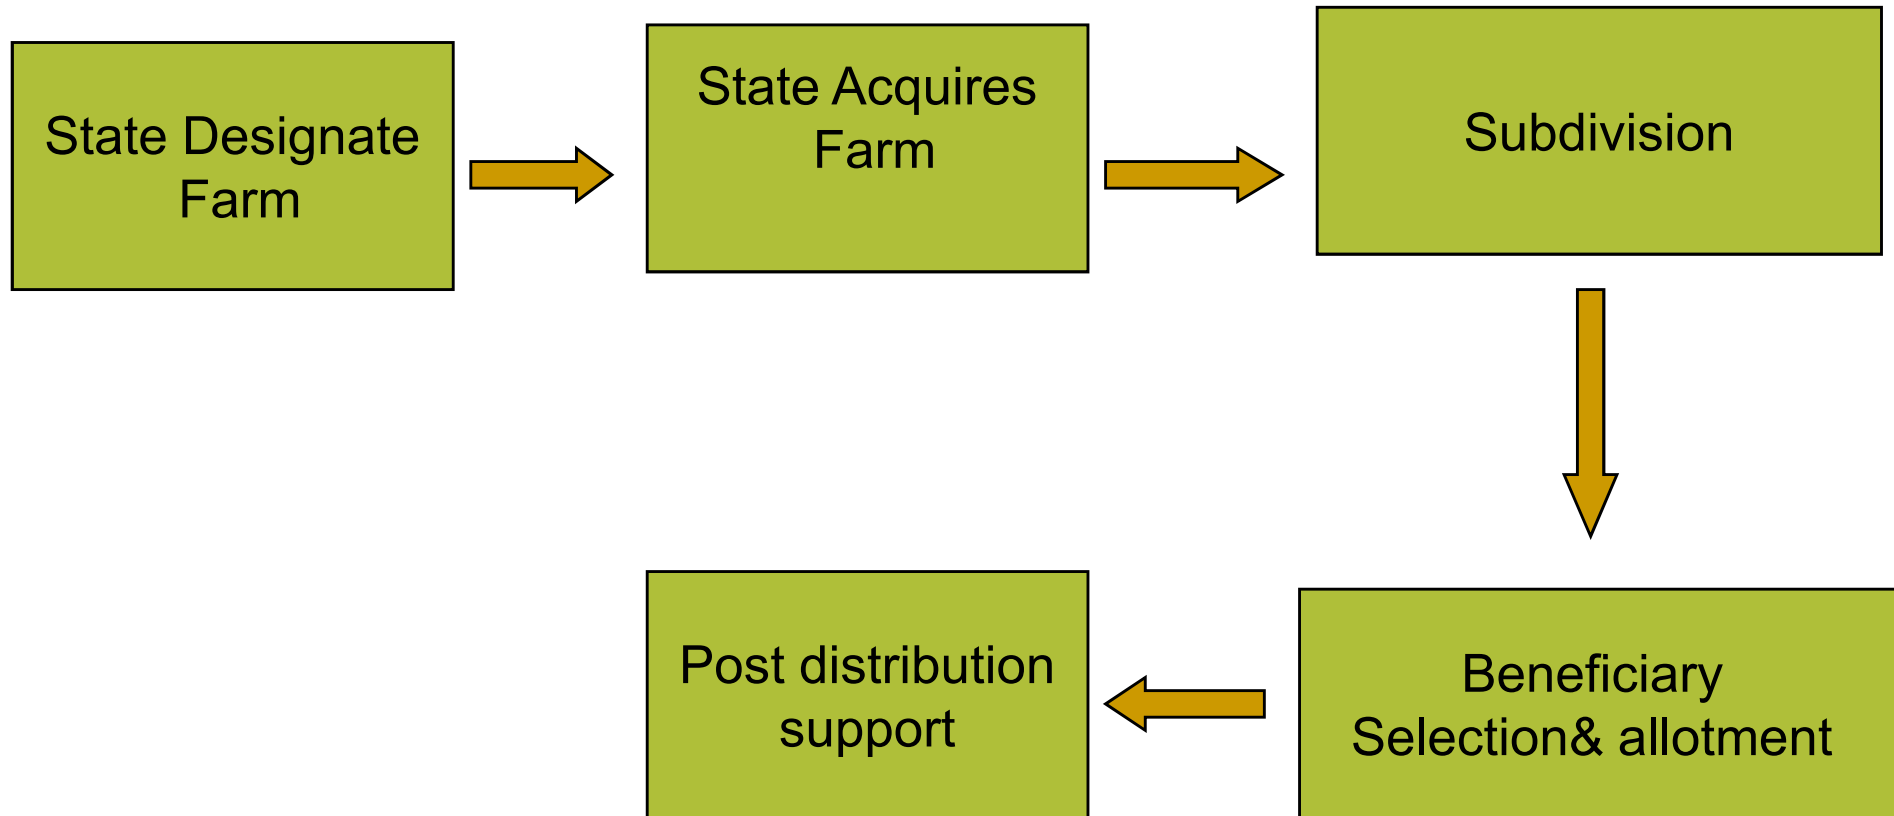 State Designate
Farm
State Acquires
Farm
Subdivision
Beneficiary
Selection& allotment
Post distribution
support